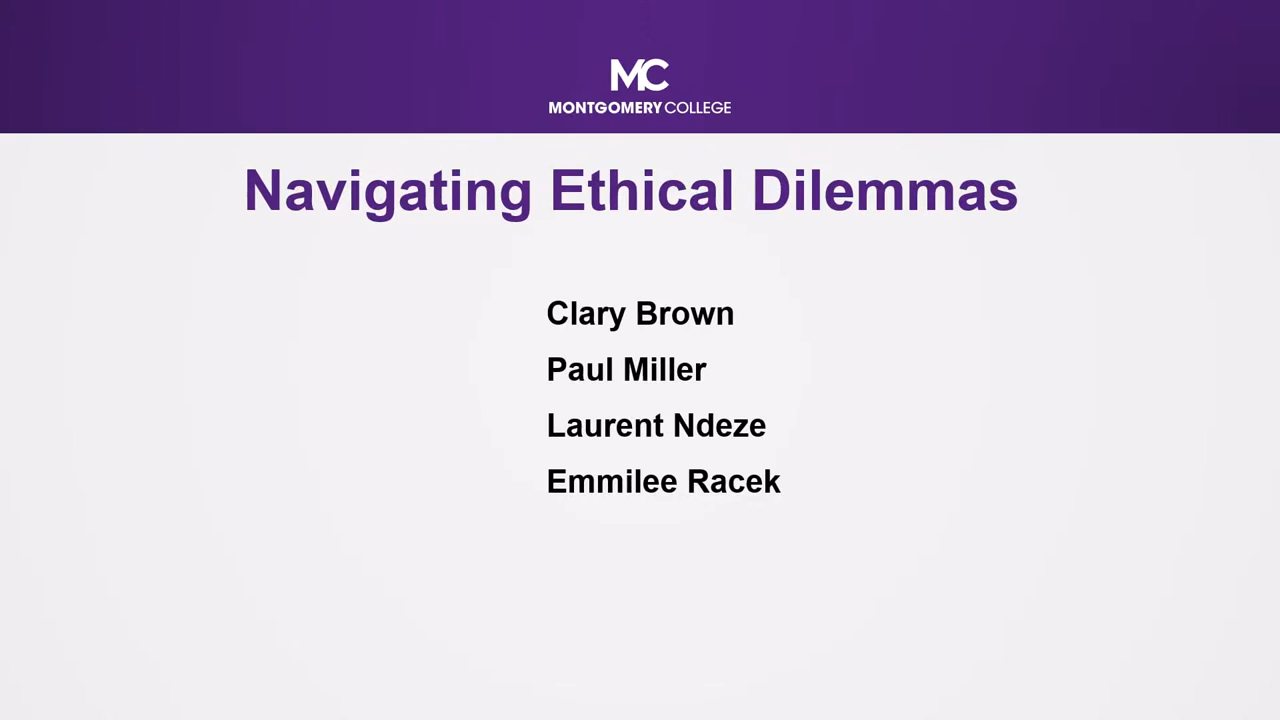 MC
MONTGOMERY COLLEGE
Navigating Ethical Dilemmas
Clary Brown
Paul Miller
Laurent Ndeze
Emmilee Racek